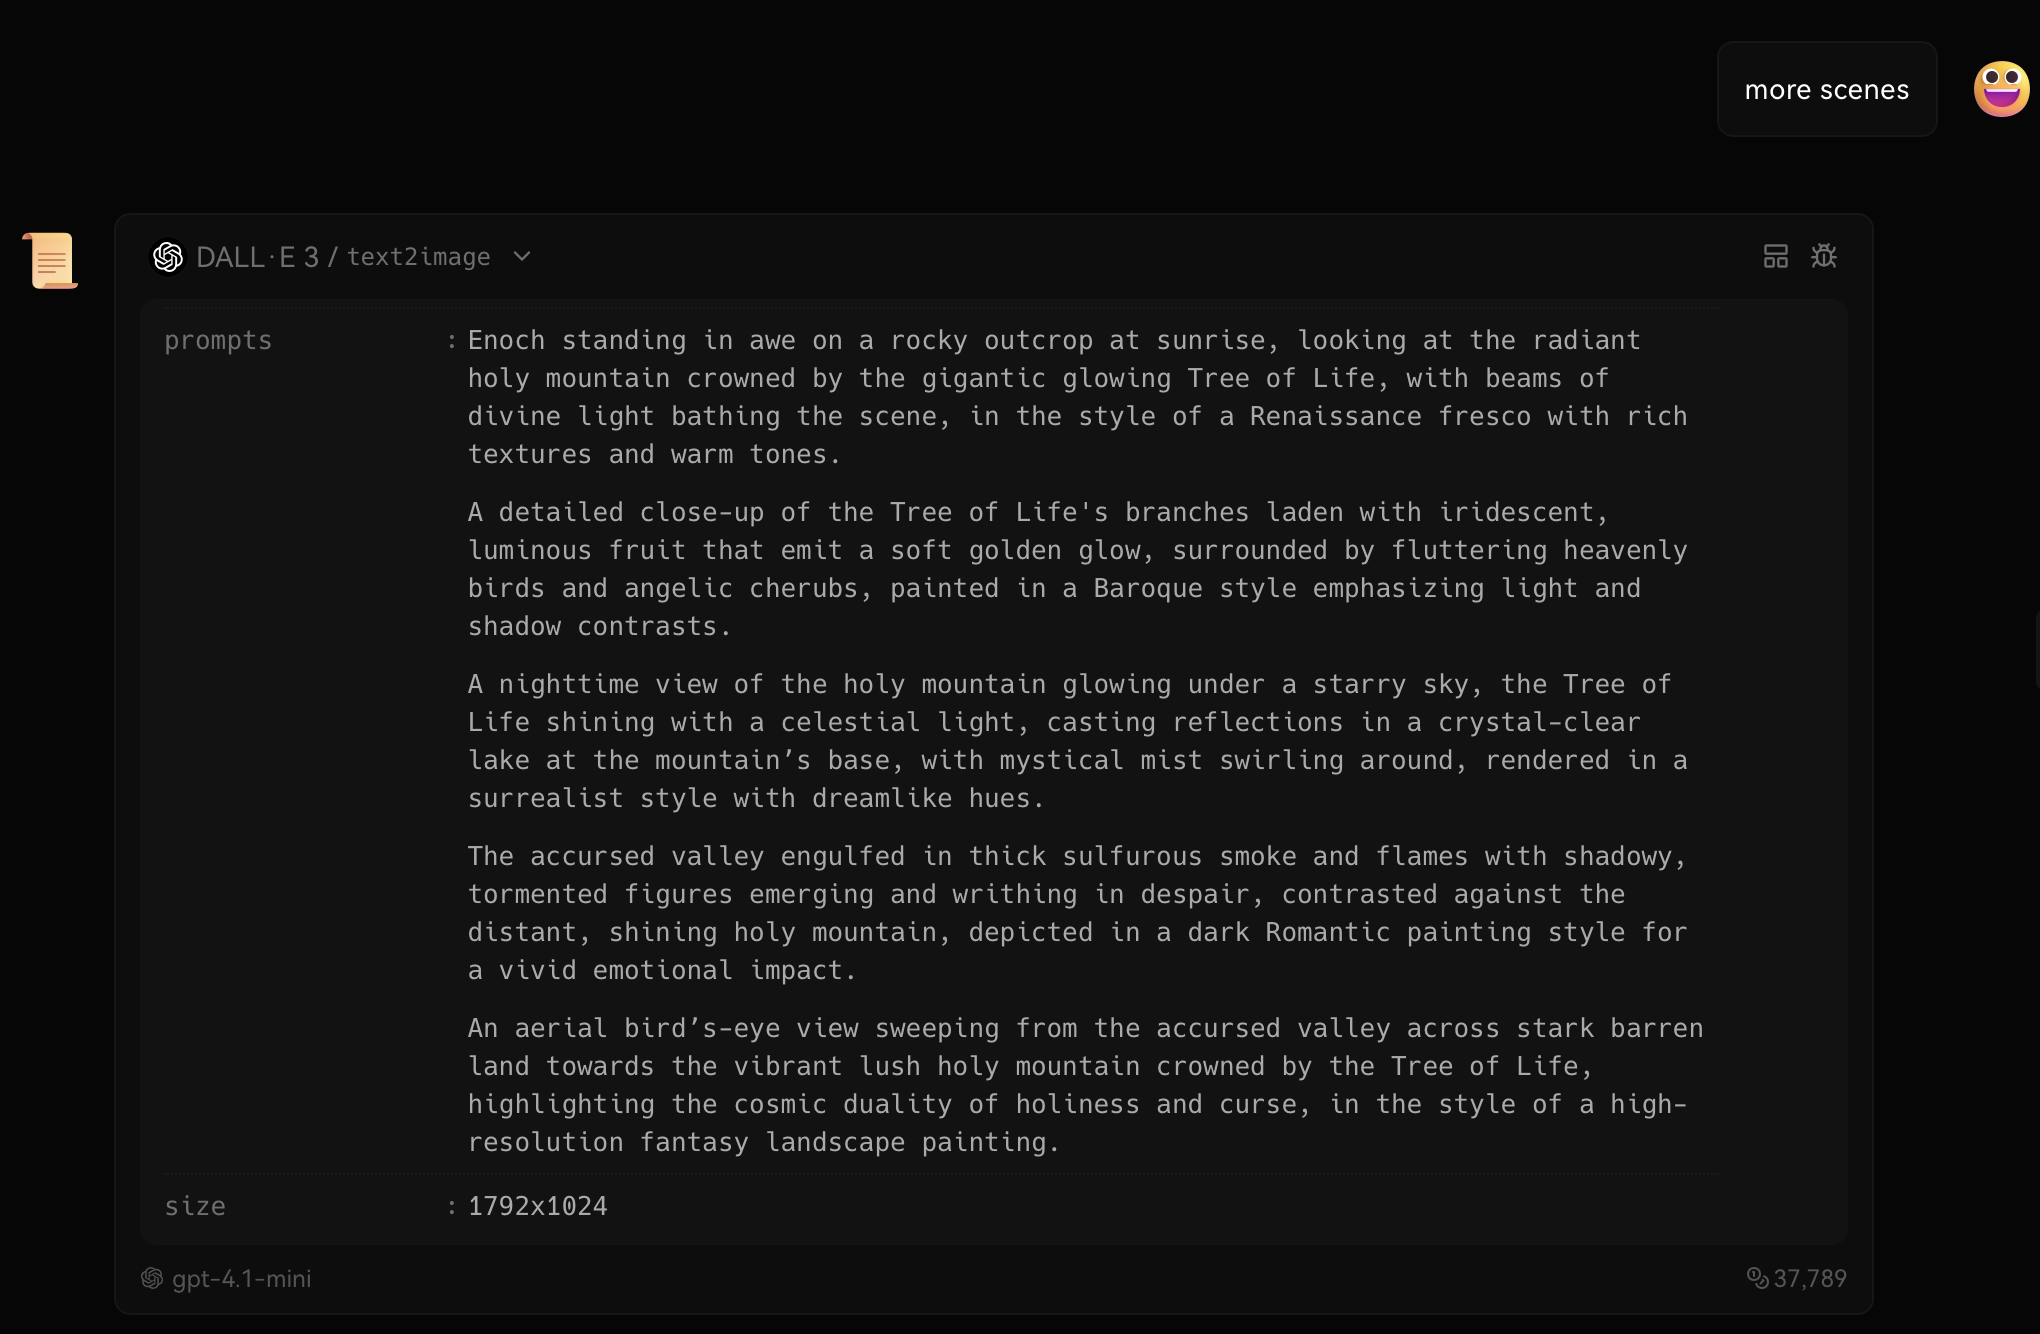 more scenes
DALL·E 3 / text2image
prompts : Enoch standing in awe on a rocky outcrop at sunrise, looking at the radiant
holy mountain crowned by the gigantic glowing Tree of Life, with beams of
divine light bathing the scene, in the style of a Renaissance fresco with rich
textures and warm tones.
A detailed close-up of the Tree of Life's branches laden with iridescent,
luminous fruit that emit a soft golden glow, surrounded by fluttering heavenly
birds and angelic cherubs, painted in a Baroque style emphasizing light and
shadow contrasts.
A nighttime view of the holy mountain glowing under a starry sky, the Tree of
Life shining with a celestial light, casting reflections in a crystal-clear
lake at the mountain’s base, with mystical mist swirling around, rendered in a
surrealist style with dreamlike hues.
The accursed valley engulfed in thick sulfurous smoke and flames with shadowy,
tormented figures emerging and writhing in despair, contrasted against the
distant, shining holy mountain, depicted in a dark Romantic painting style for
a vivid emotional impact.
An aerial bird’s-eye view sweeping from the accursed valley across stark barren
land towards the vibrant lush holy mountain crowned by the Tree of Life,
highlighting the cosmic duality of holiness and curse, in the style of a high-
resolution fantasy landscape painting.
size : 1792x1024
gpt-4.1-mini 37,789